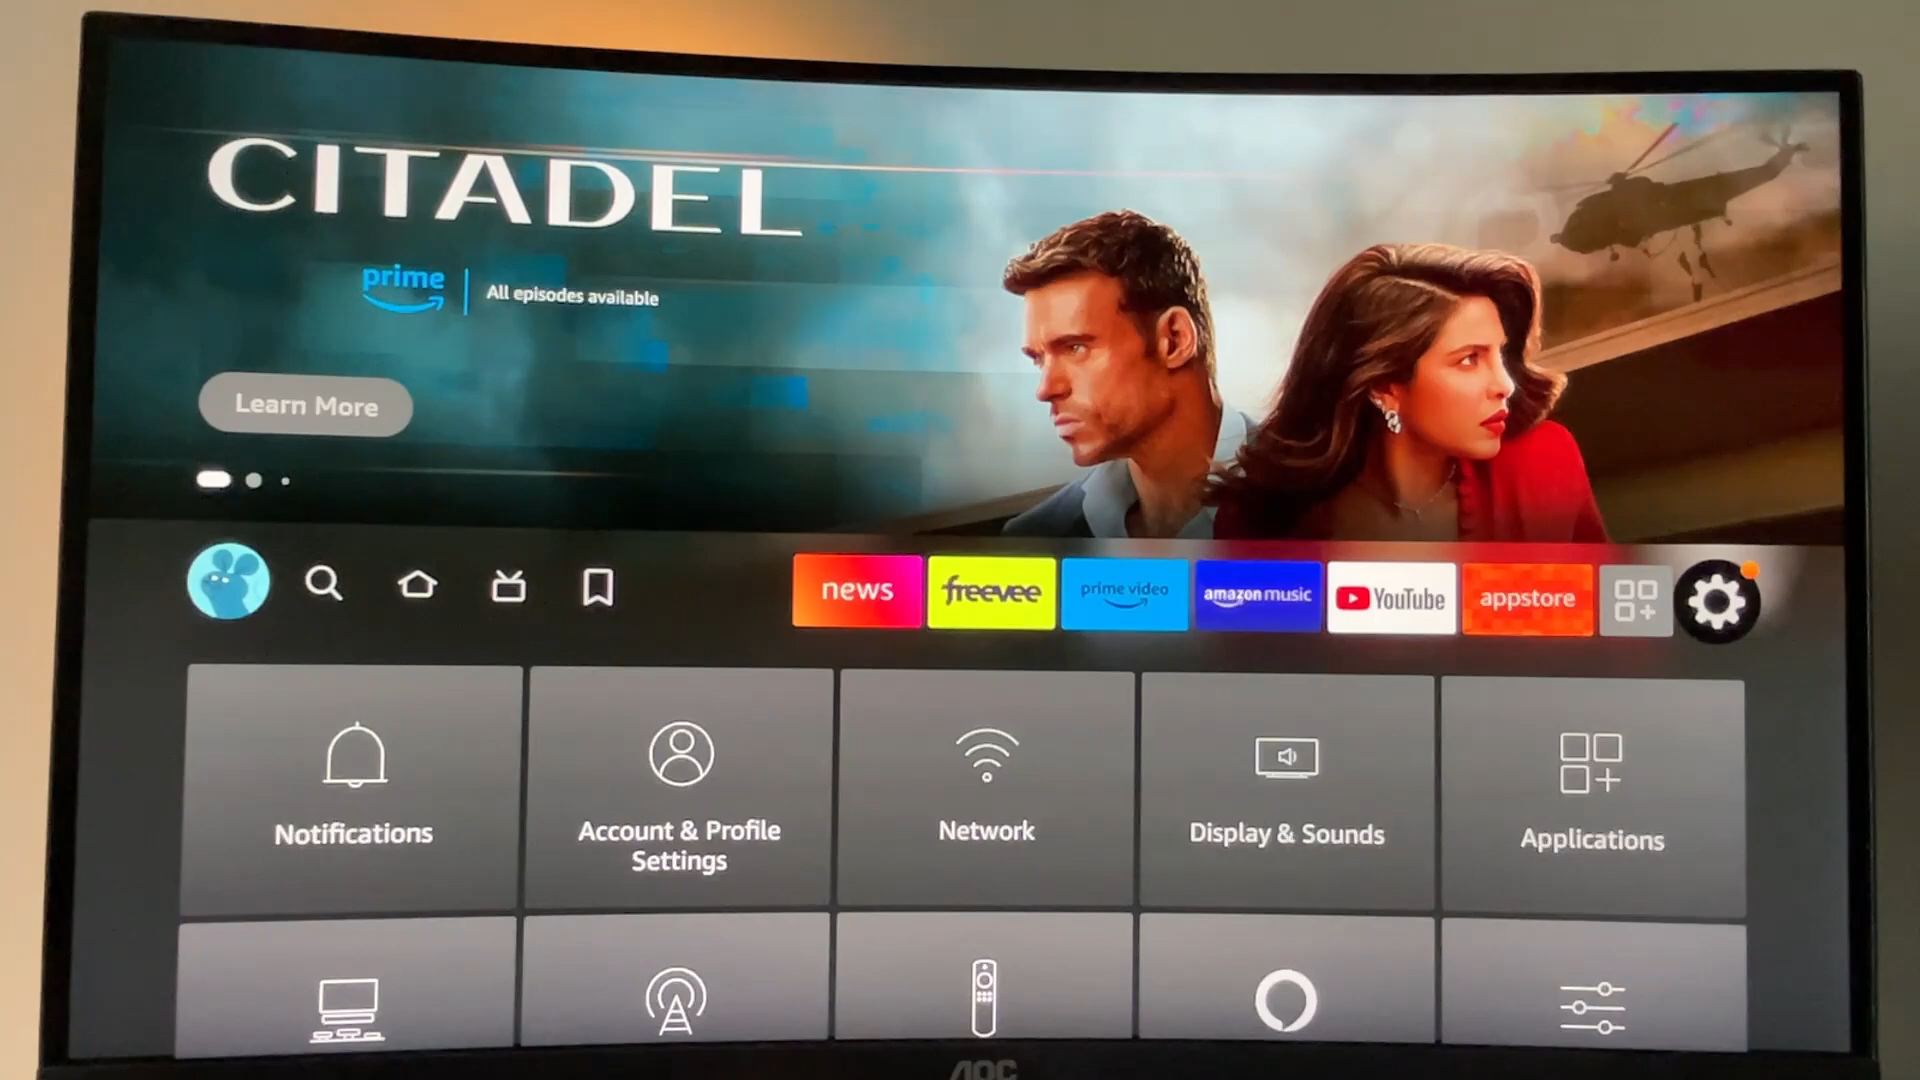 CITADEL
prime
All episodes available
Learn More
news
freevee
prime video
amazon music
YouTube
appstore
Notifications
Account & Profile
Settings
Network
Display & Sounds
Applications
AOC